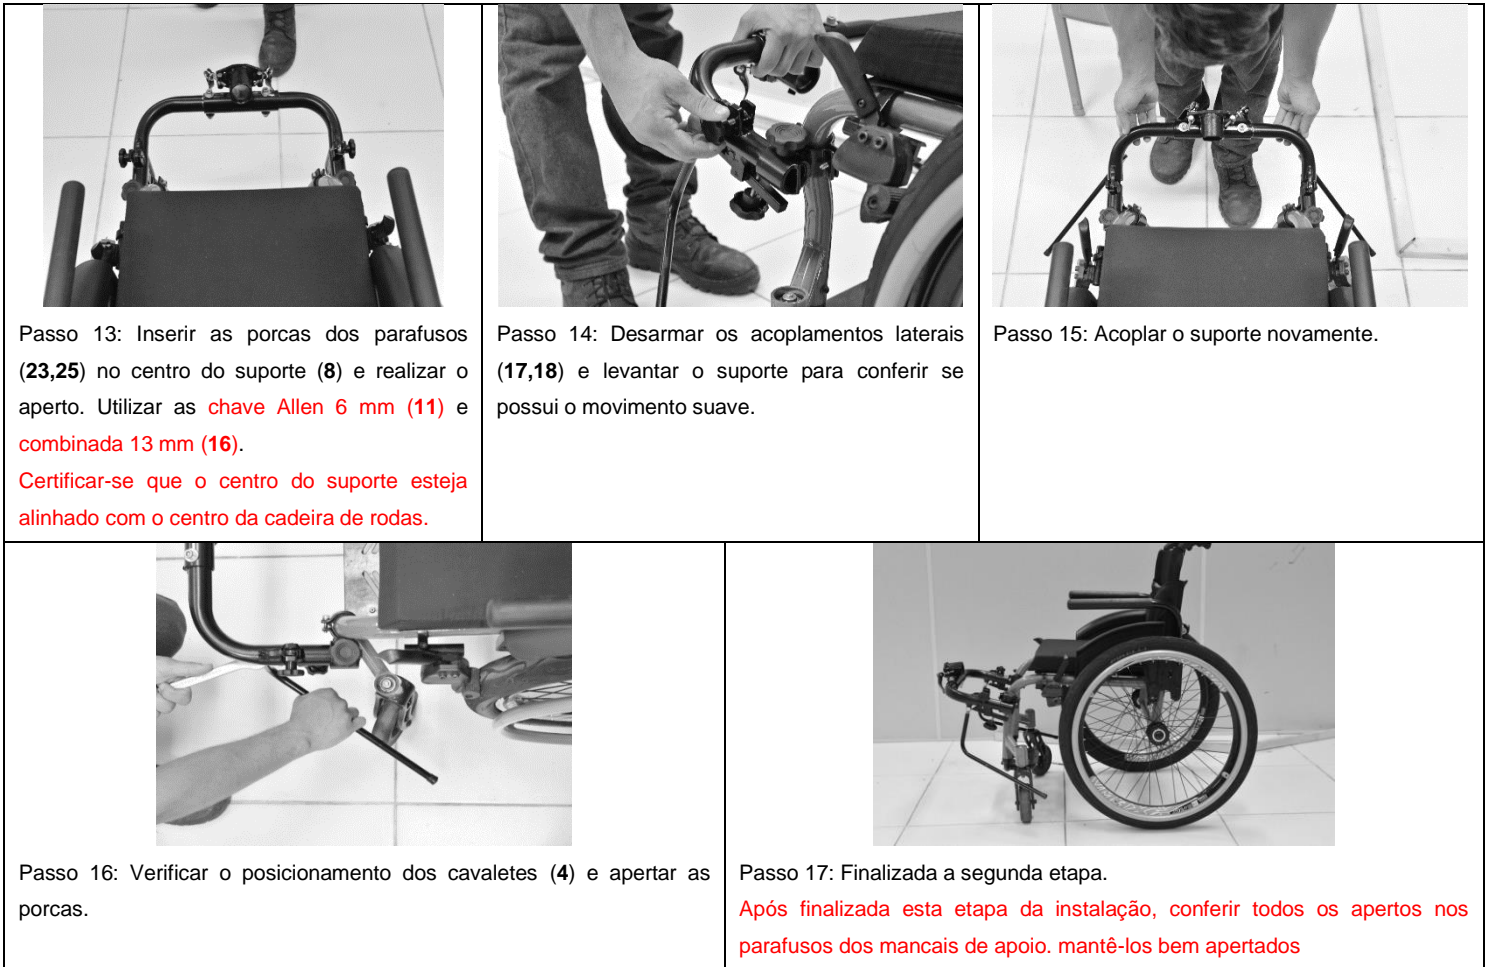 Passo 13: Inserir as porcas dos parafusos
(23,25) no centro do suporte (8) e realizar o
aperto. Utilizar as chave Allen 6 mm (11) e
combinada 13 mm (16).
Certificar-se que o centro do suporte esteja
alinhado com o centro da cadeira de rodas.
Passo 14: Desarmar os acoplamentos laterais
(17,18) e levantar o suporte para conferir se
possui o movimento suave.
Passo 15: Acoplar o suporte novamente.
Passo 16: Verificar o posicionamento dos cavaletes (4) e apertar as
porcas.
Passo 17: Finalizada a segunda etapa.
Após finalizada esta etapa da instalação, conferir todos os apertos nos
parafusos dos mancais de apoio. mantê-los bem apertados